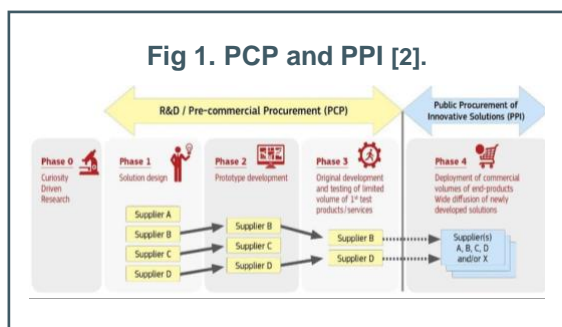 Fig 1. PCP and PPI [2].
R&D / Pre-commercial Procurement (PCP)
Public Procurement of
Innovative Solutions (PPI)
Phase 0
Curiosity
Driven
Research
Phase 1
Solution design
Supplier A
Supplier B
Supplier C
Supplier D
Phase 2
Prototype development
Supplier B
Supplier C
Supplier D
Phase 3
Original development
and testing of limited
volume of 1st test
products/services
Supplier B
Supplier D
Phase 4
Deployment of commercial
volumes of end-products
Wide diffusion of newly
developed solutions
Supplier(s)
A, B, C, D
and/or X